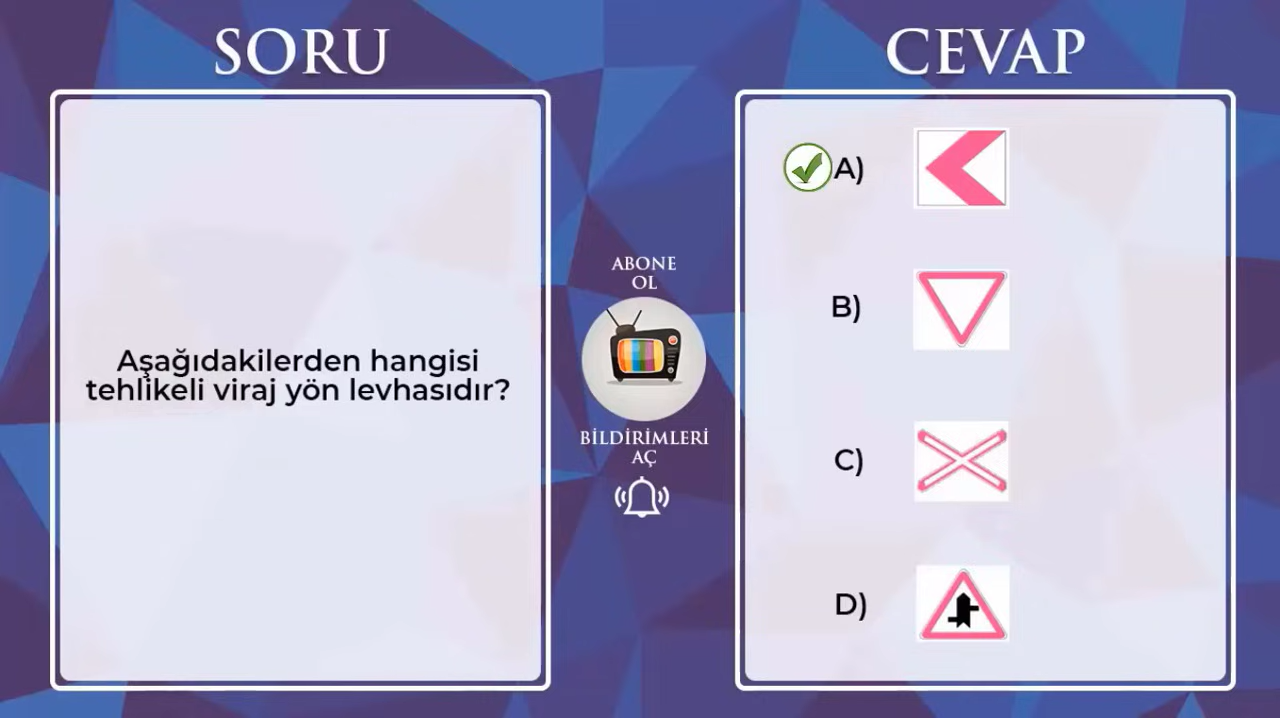 SORU
Aşağıdakilerden hangisi
tehlikeli viraj yön levhasıdır?
ABONE
OL
BİLDİRİMLERİ
AÇ
CEVAP
A)
B)
C)
D)